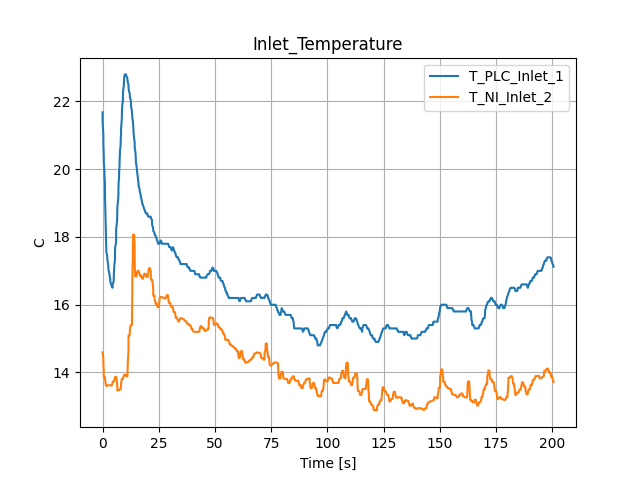 Inlet_Temperature
T_PLC_Inlet_1
T_NI_Inlet_2
22
20
18
16
14
C
0 25 50 75 100 125 150 175 200
Time [s]